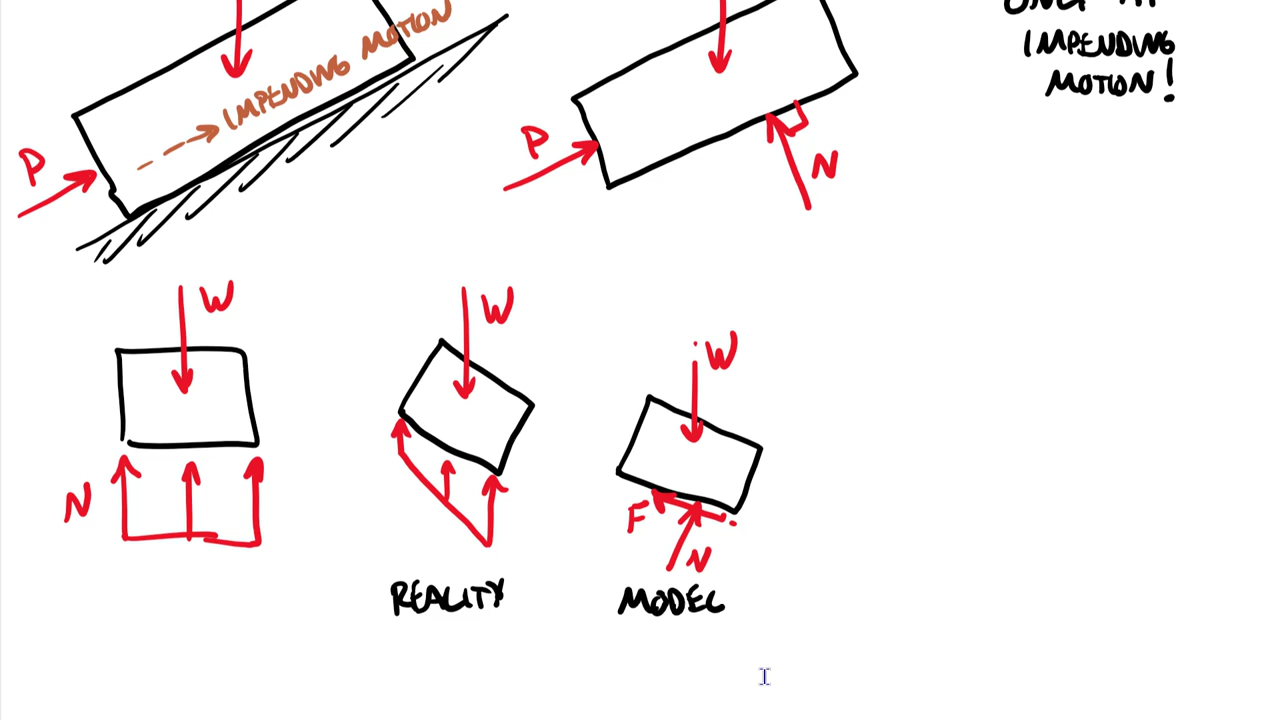 IMPENDING MOTION
IMPENDING
MOTION!
P
P
N
W
W
W
N
F
N
REALITY
MODEL